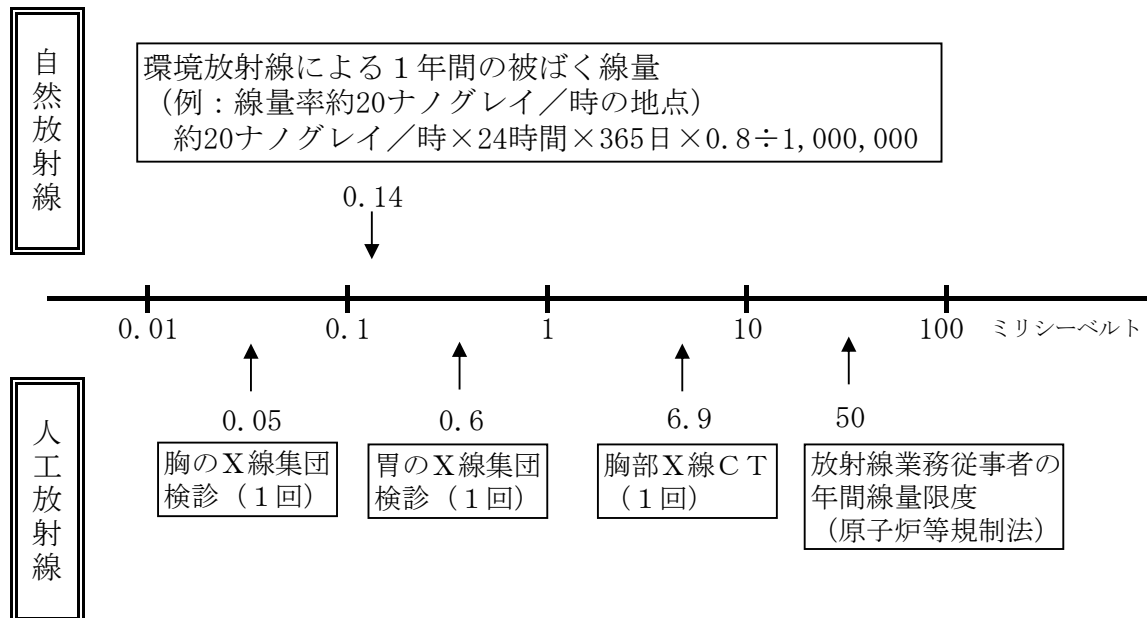 自然放射線
環境放射線による1年間の被ばく線量
(例:線量率約20ナノグレイ/時の地点)
約20ナノグレイ/時×24時間×365日×0.8÷1,000,000
0.14
0.01 0.1 1 10 100 ミリシーベルト
人工放射線
0.05 0.6 6.9 50
胸のX線集団
検診(1回)
胃のX線集団
検診(1回)
胸部X線CT
(1回)
放射線業務従事者の
年間線量限度
(原子炉等規制法)